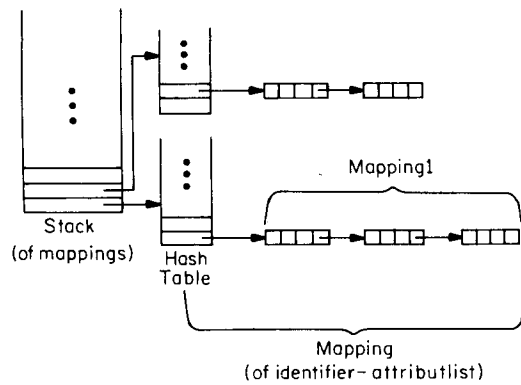 Mapping1
Stack
(of mappings)
Hash
Table
Mapping
(of identifier-attributlist)